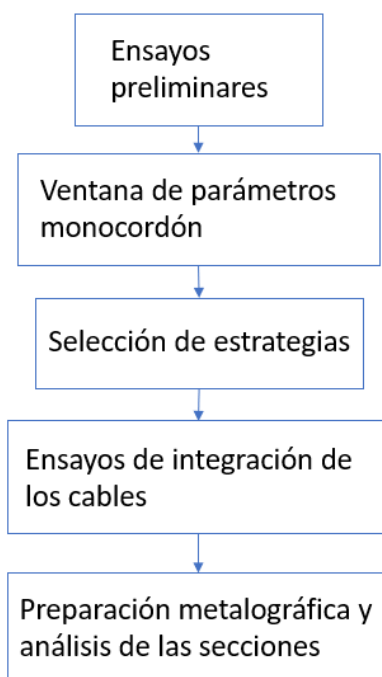 Ensayos
preliminares
Ventana de parámetros
monocordón
Selección de estrategias
Ensayos de integración de
los cables
Preparación metalográfica y
análisis de las secciones